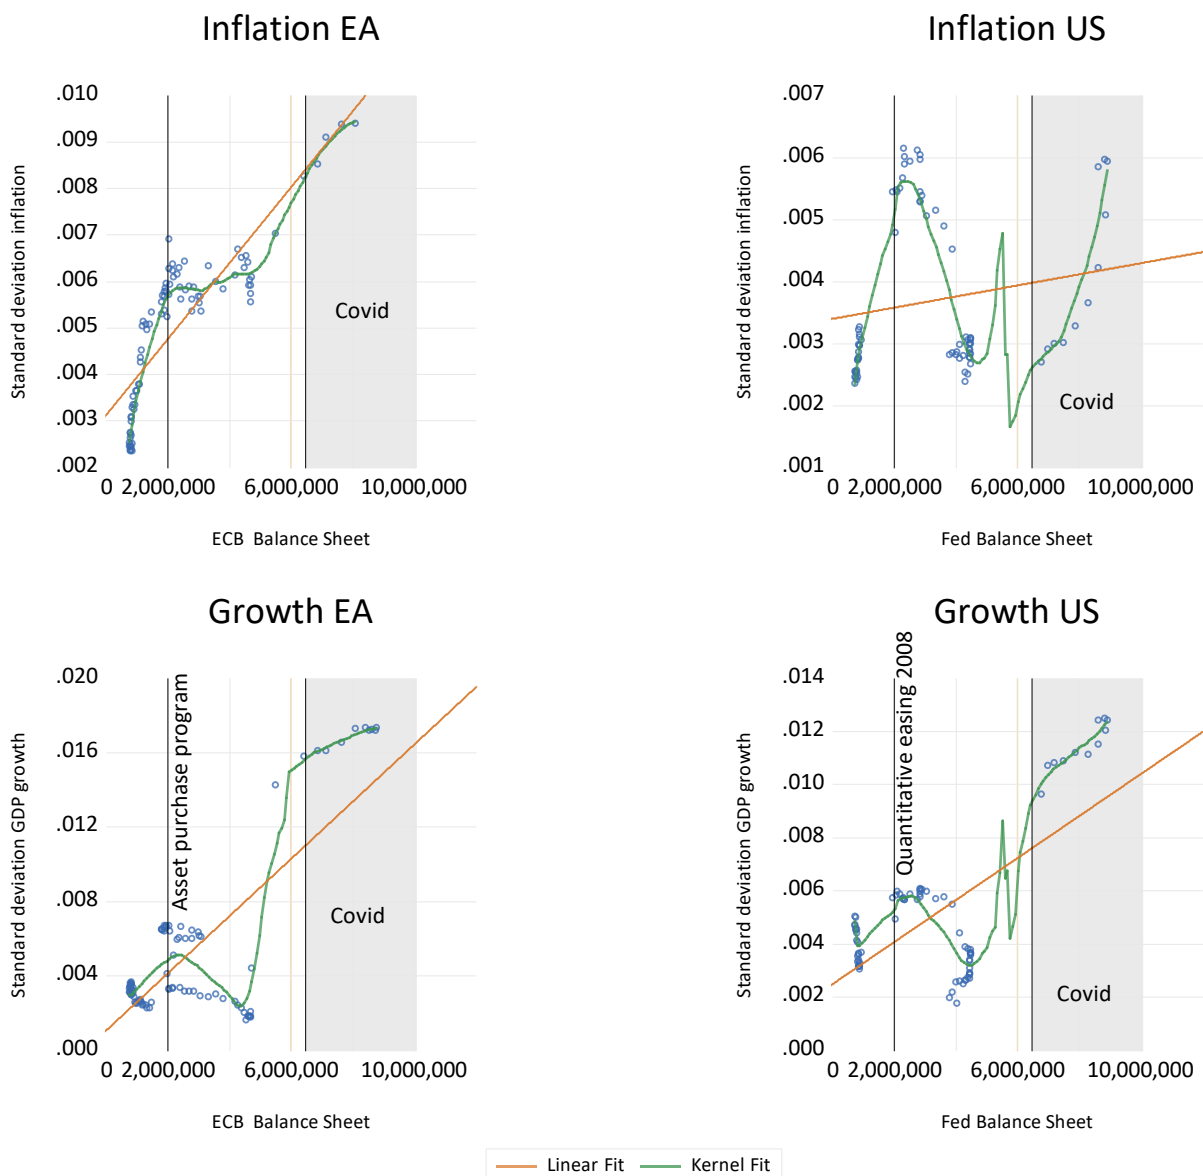 Inflation EA
Inflation US
Standard deviation inflation
.010
.009
.008
.007
.006
.005
.004
.003
.002
Covid
0 2,000,000 6,000,000 10,000,000
ECB Balance Sheet
Standard deviation inflation
.007
.006
.005
.004
.003
.002
.001
Covid
0 2,000,000 6,000,000 10,000,000
Fed Balance Sheet
Growth EA
Growth US
Standard deviation GDP growth
.020
.016
.012
.008
.004
.000
Asset purchase program
Covid
0 2,000,000 6,000,000 10,000,000
ECB Balance Sheet
Standard deviation GDP growth
.014
.012
.010
.008
.006
.004
.002
.000
Quantitative easing 2008
Covid
0 2,000,000 6,000,000 10,000,000
Fed Balance Sheet
Linear Fit Kernel Fit